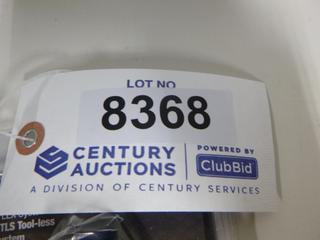 LOT NO
8368
CENTURY
AUCTIONS
POWERED BY
ClubBid
A DIVISION OF CENTURY SERVICES
TLS Tool-less